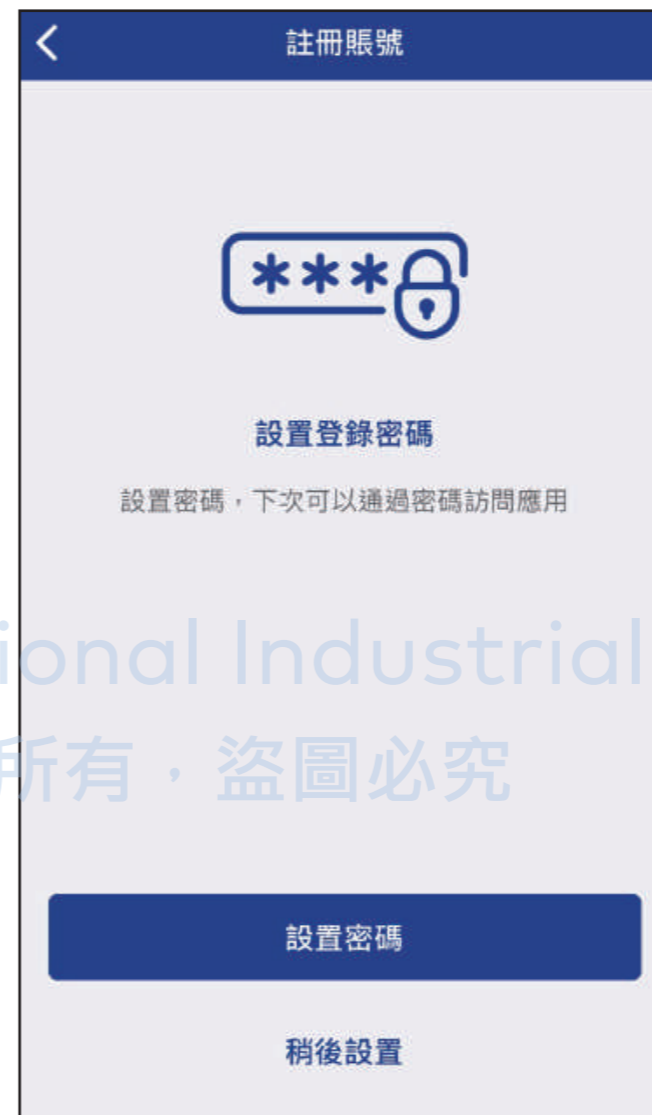 註冊賬號
***
設置登錄密碼
設置密碼，下次可以通過密碼訪問應用
ional Industrial
所有，盜圖必究
設置密碼
稍後設置